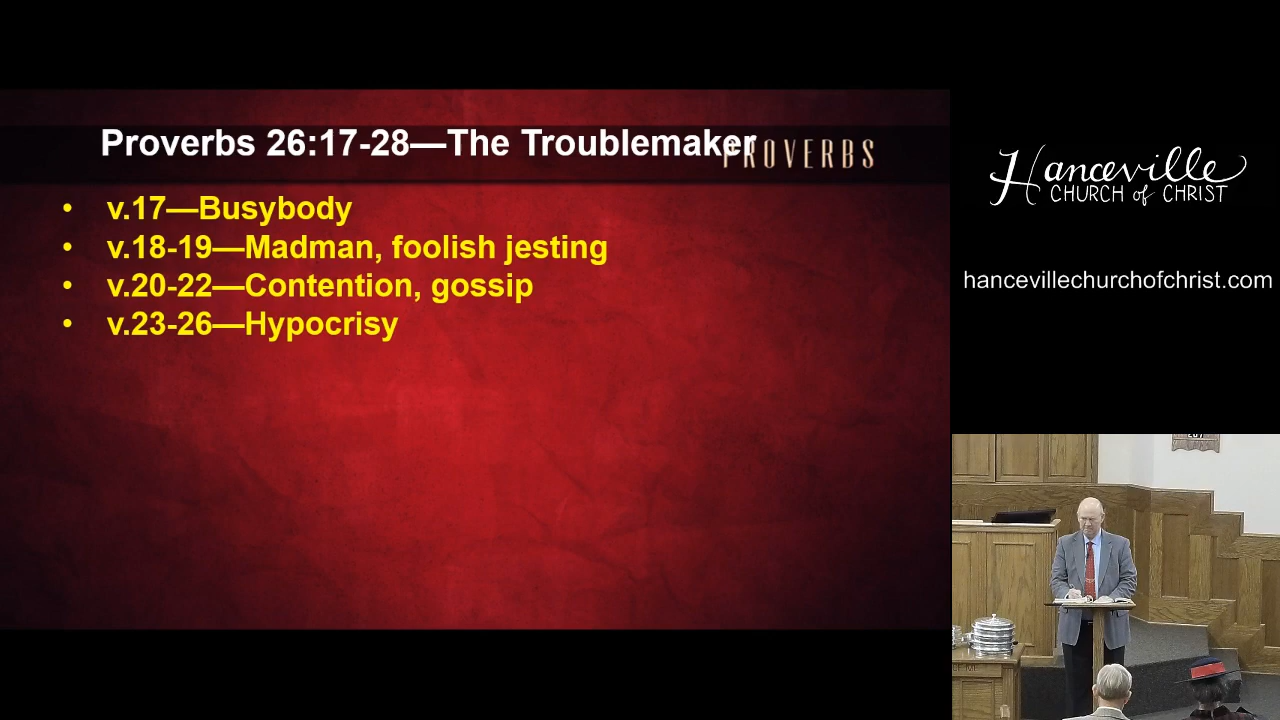 Proverbs 26:17-28—The Troublemaker
PROVERBS
• v.17—Busybody
• v.18-19—Madman, foolish jesting
• v.20-22—Contention, gossip
• v.23-26—Hypocrisy
Hanceville
CHURCH of CHRIST
hancevillechurchofchrist.com